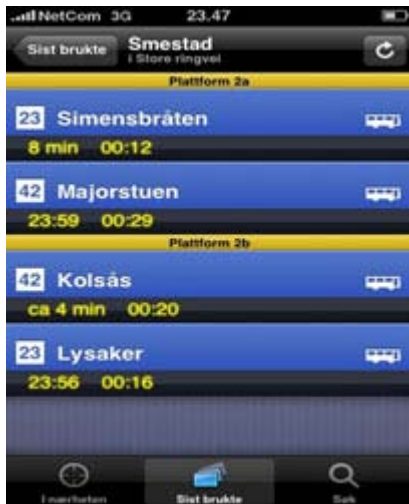 NetCom 3G 23.47
Sist brukte
Smestad
i Store ringvei
Plattform 2a
23 Simensbråten
8 min 00:12
42 Majorstuen
23:59 00:29
Plattform 2b
42 Kolsås
ca 4 min 00:20
23 Lysaker
23:56 00:16
I nærheten Sist brukte Søk